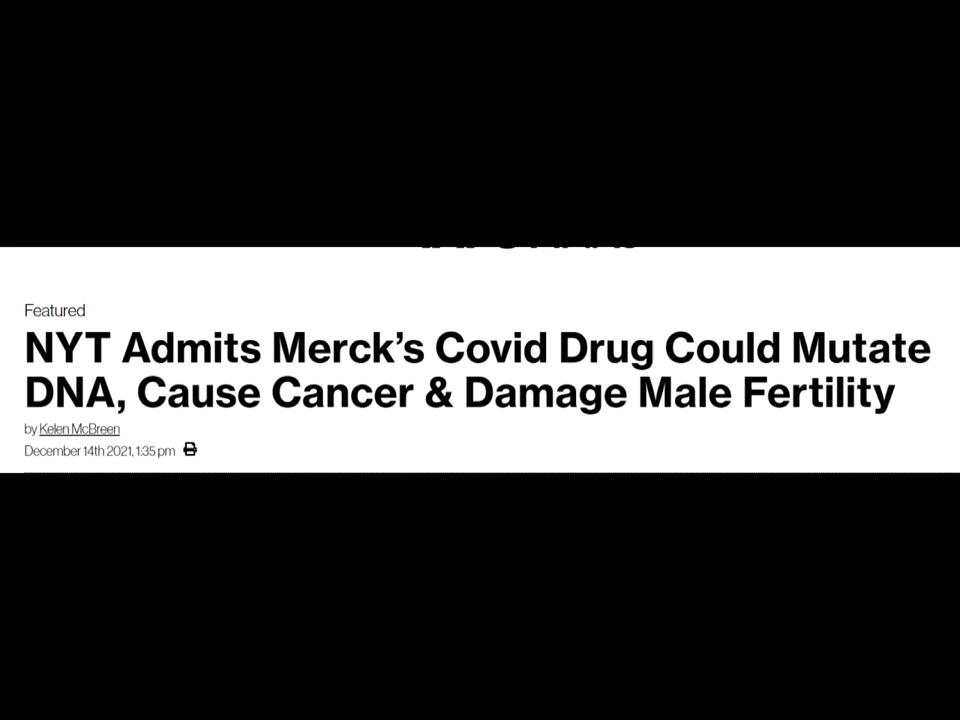 Featured
NYT Admits Merck's Covid Drug Could Mutate
DNA, Cause Cancer & Damage Male Fertility
by Kelen McBreen
December 14th 2021, 1:35 pm